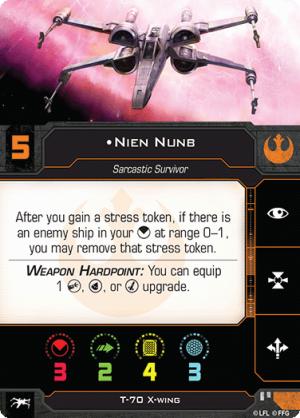 5
•Nien Nunb
Sarcastic Survivor
After you gain a stress token, if there is
an enemy ship in your at range 0–1,
you may remove that stress token.
Weapon Hardpoint: You can equip
1 , , or upgrade.
3 2 4 3
T-70 X-wing
©LFL ©FFG